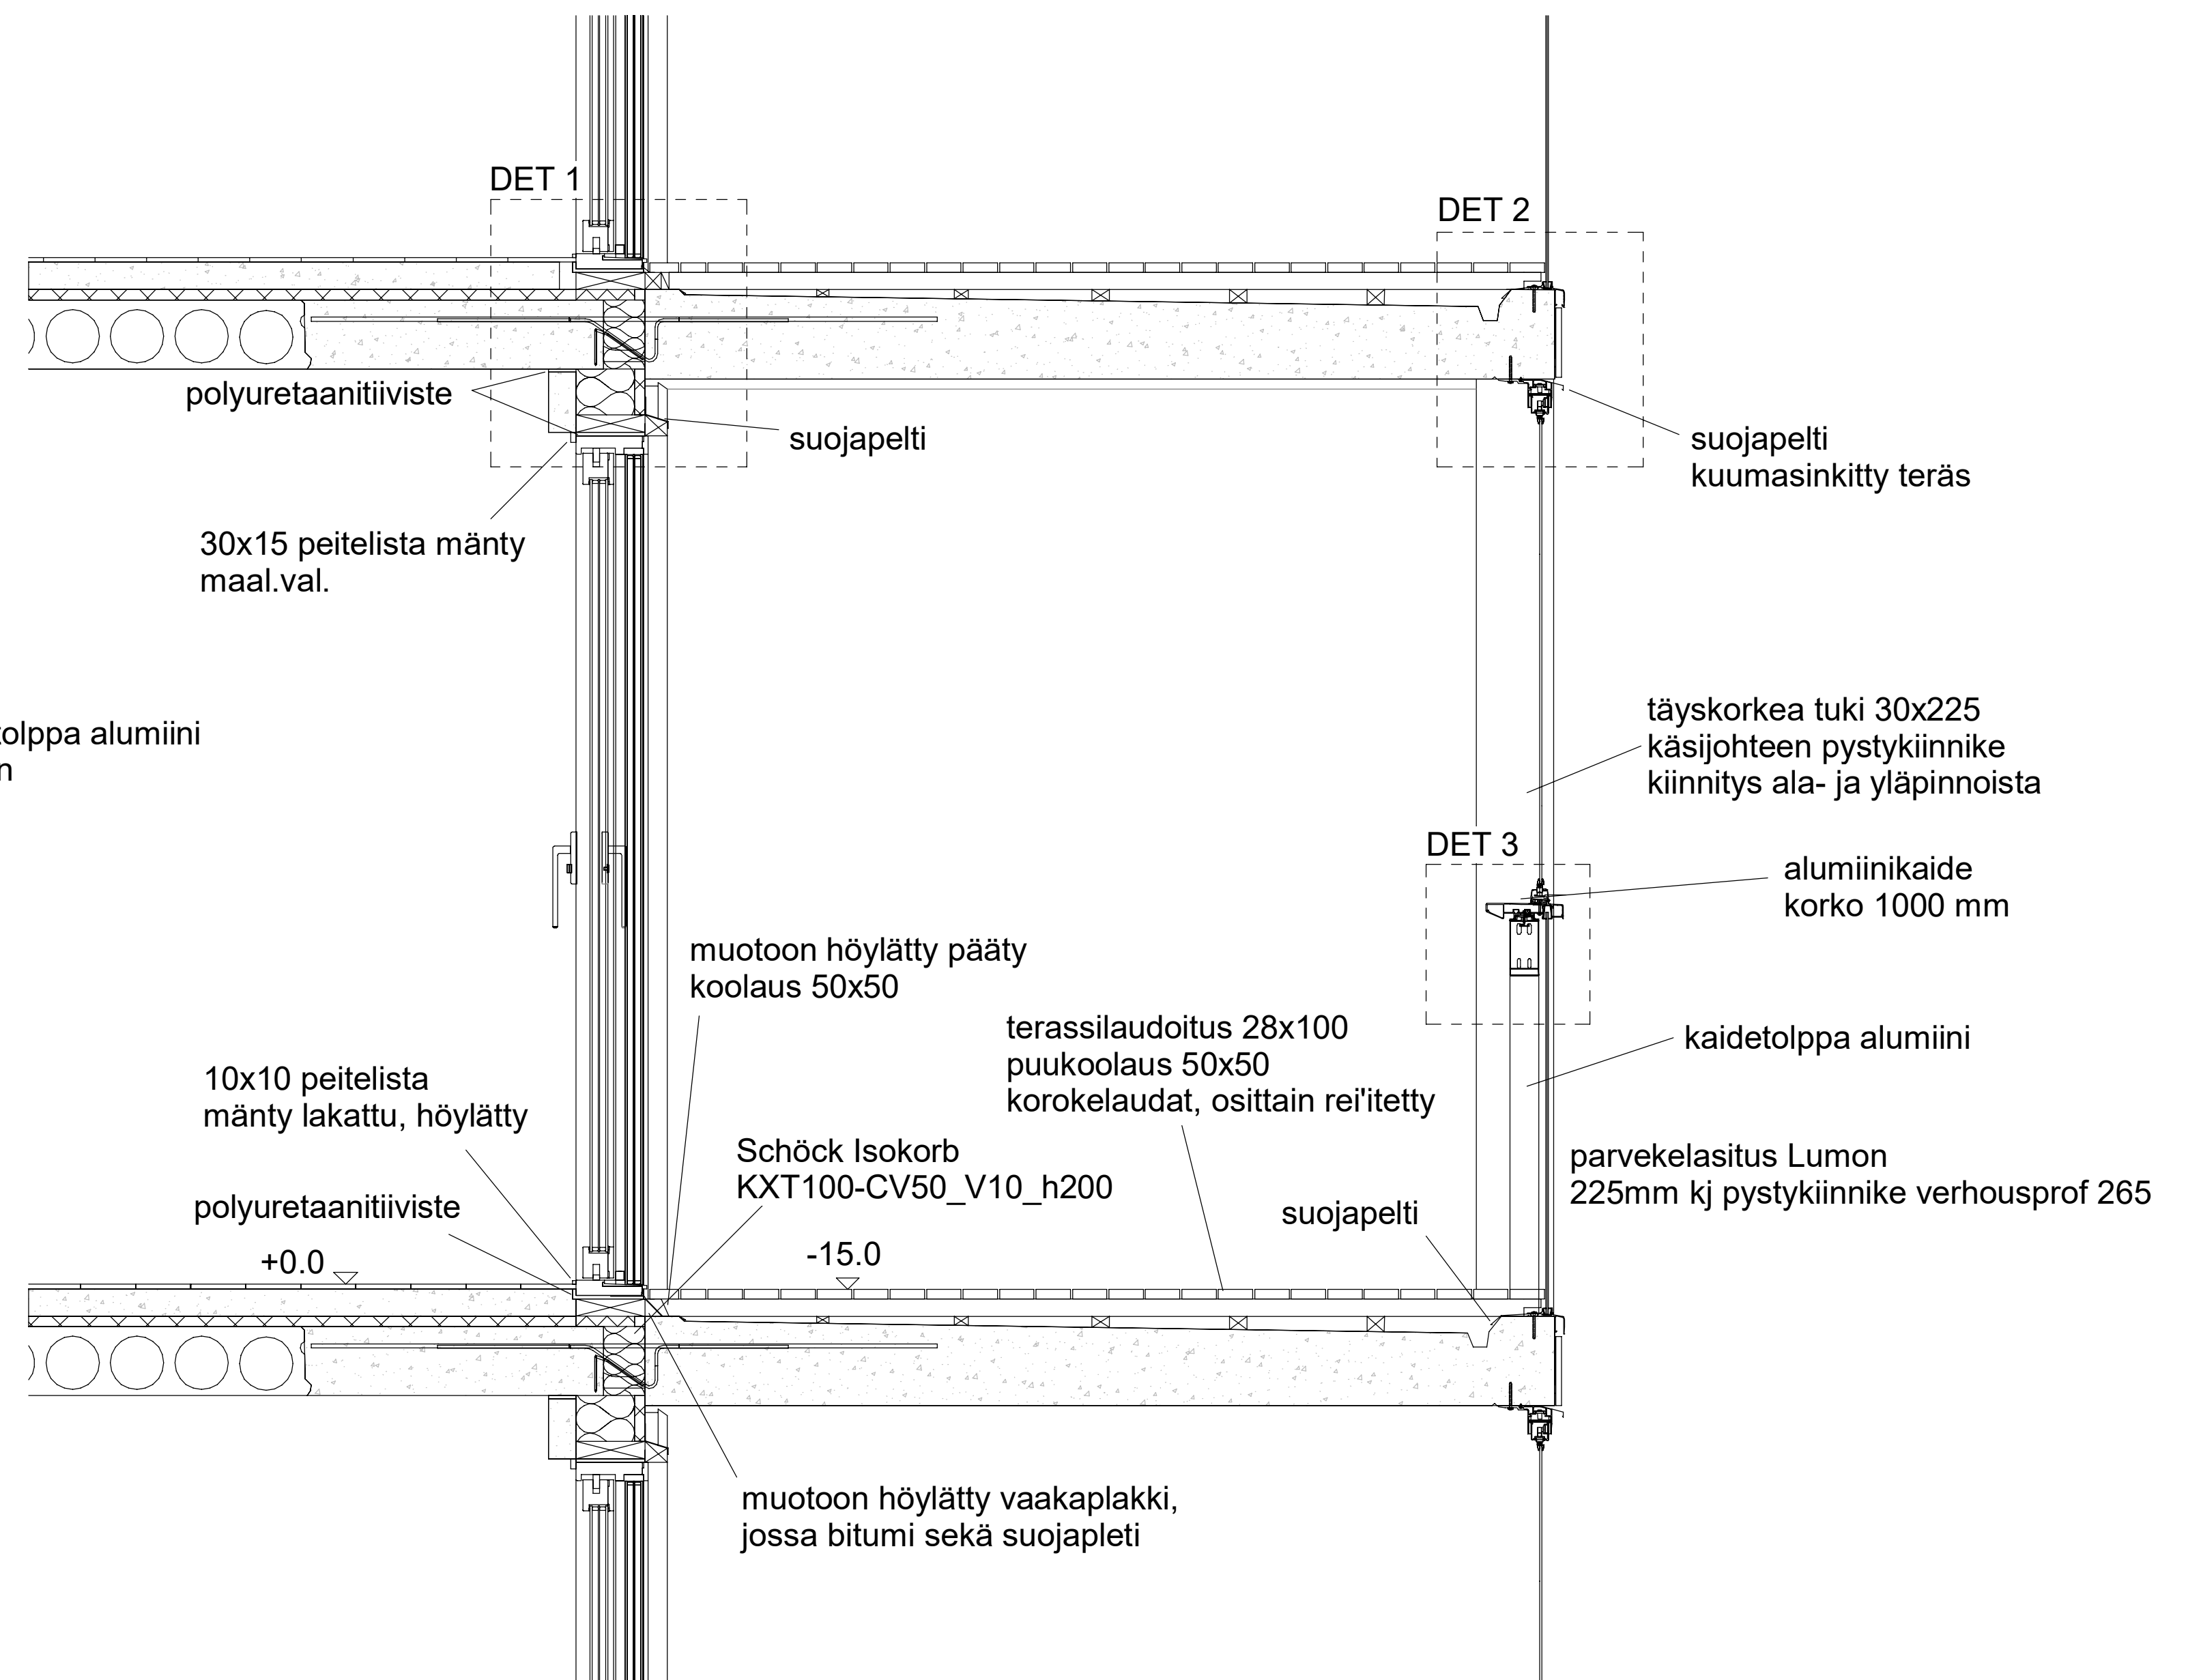 DET 1
DET 2
polyuretaanitiiviste
suojapelti
suojapelti
kuumasinkitty teräs
30x15 peitelista mänty
maal.val.
olppa alumiini
n
täyskorkea tuki 30x225
käsijohteen pystykiinnike
kiinnitys ala- ja yläpinnoista
DET 3
alumiinikaide
korko 1000 mm
muotoon höylätty pääty
koolaus 50x50
terassilaudoitus 28x100
puukoolaus 50x50
korokelaudat, osittain rei'itetty
kaidetolppa alumiini
10x10 peitelista
mänty lakattu, höylätty
Schöck Isokorb
KXT100-CV50_V10_h200
parvekelasitus Lumon
225mm kj pystykiinnike verhousprof 265
polyuretaanitiiviste
suojapelti
+0.0
-15.0
muotoon höylätty vaakaplakki,
jossa bitumi sekä suojapleti